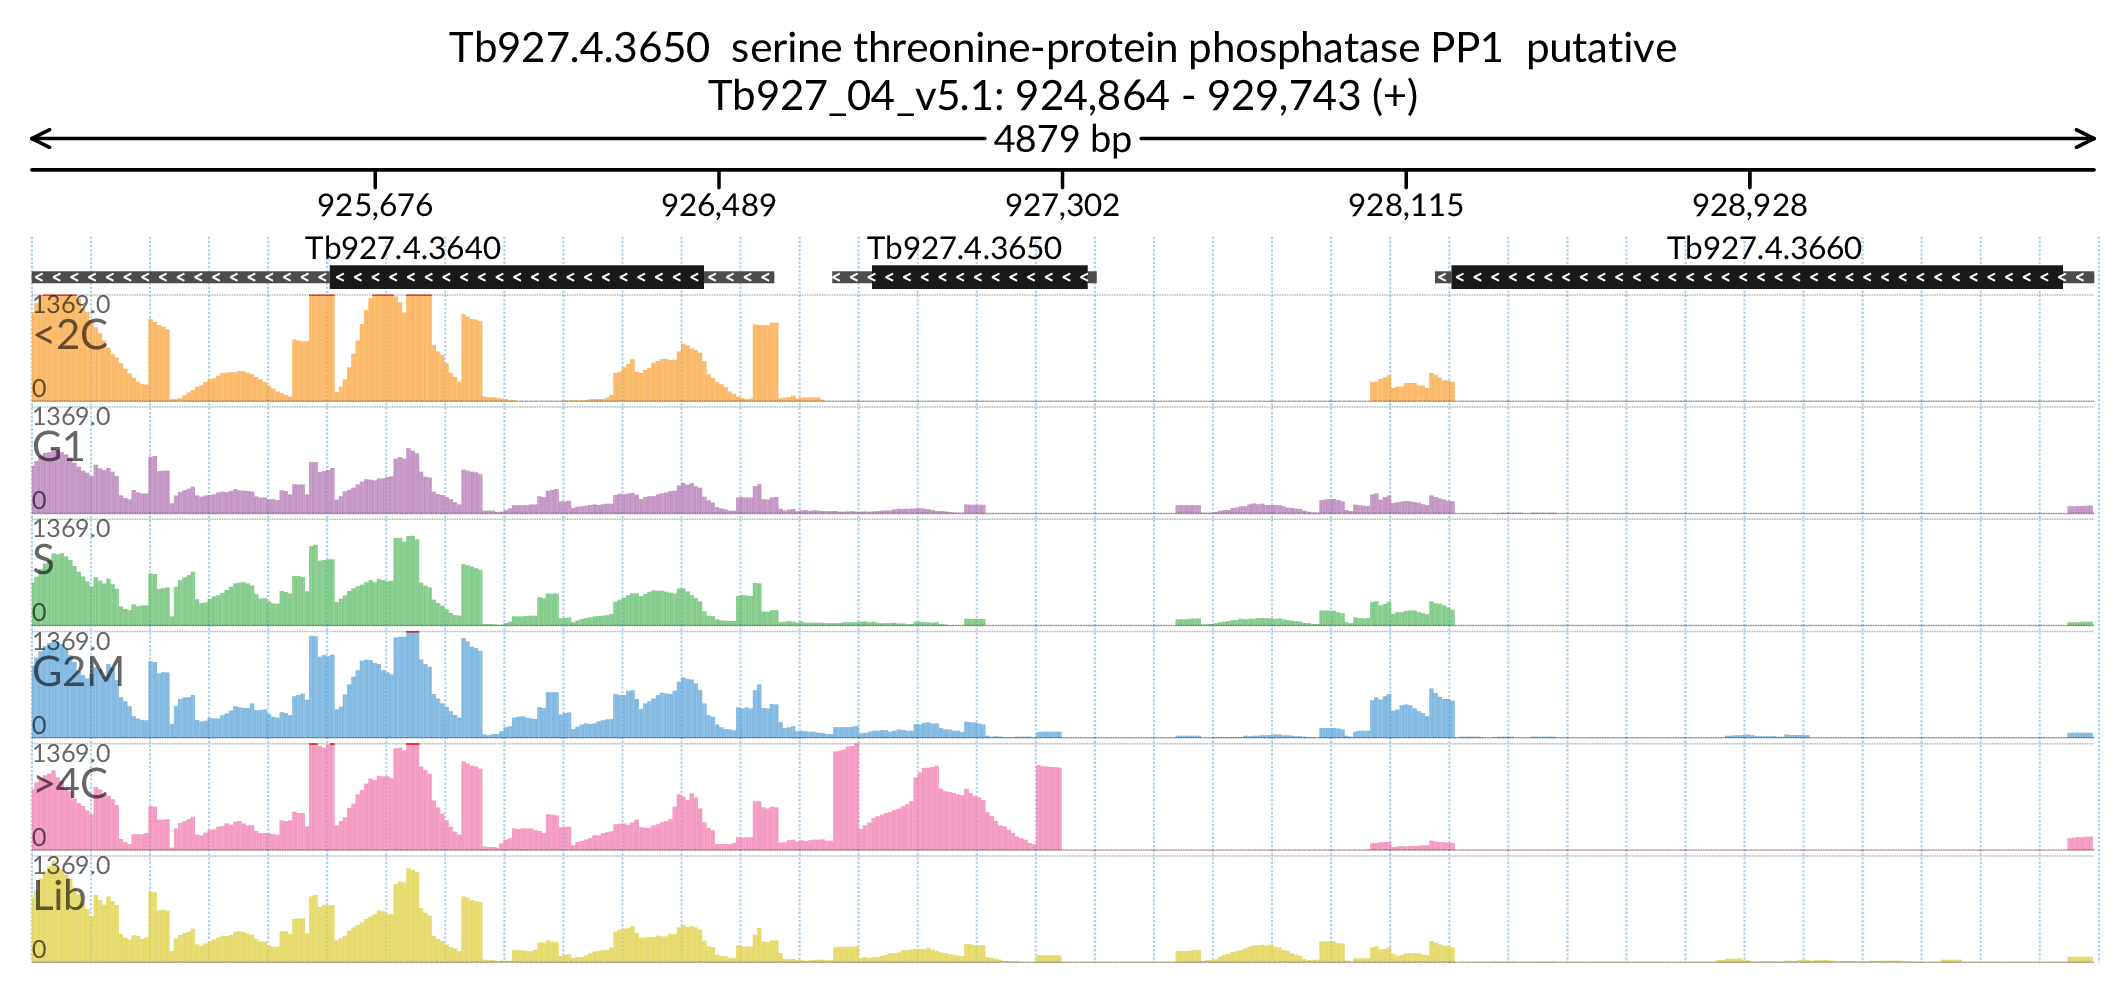 Tb927.4.3650  serine threonine-protein phosphatase PP1  putative
Tb927_04_v5.1: 924,864 - 929,743 (+)
4879 bp
925,676 926,489 927,302 928,115 928,928
Tb927.4.3640 Tb927.4.3650 Tb927.4.3660
1369.0
<2C
0
1369.0
G1
0
1369.0
S
0
1369.0
G2M
0
1369.0
>4C
0
1369.0
Lib
0